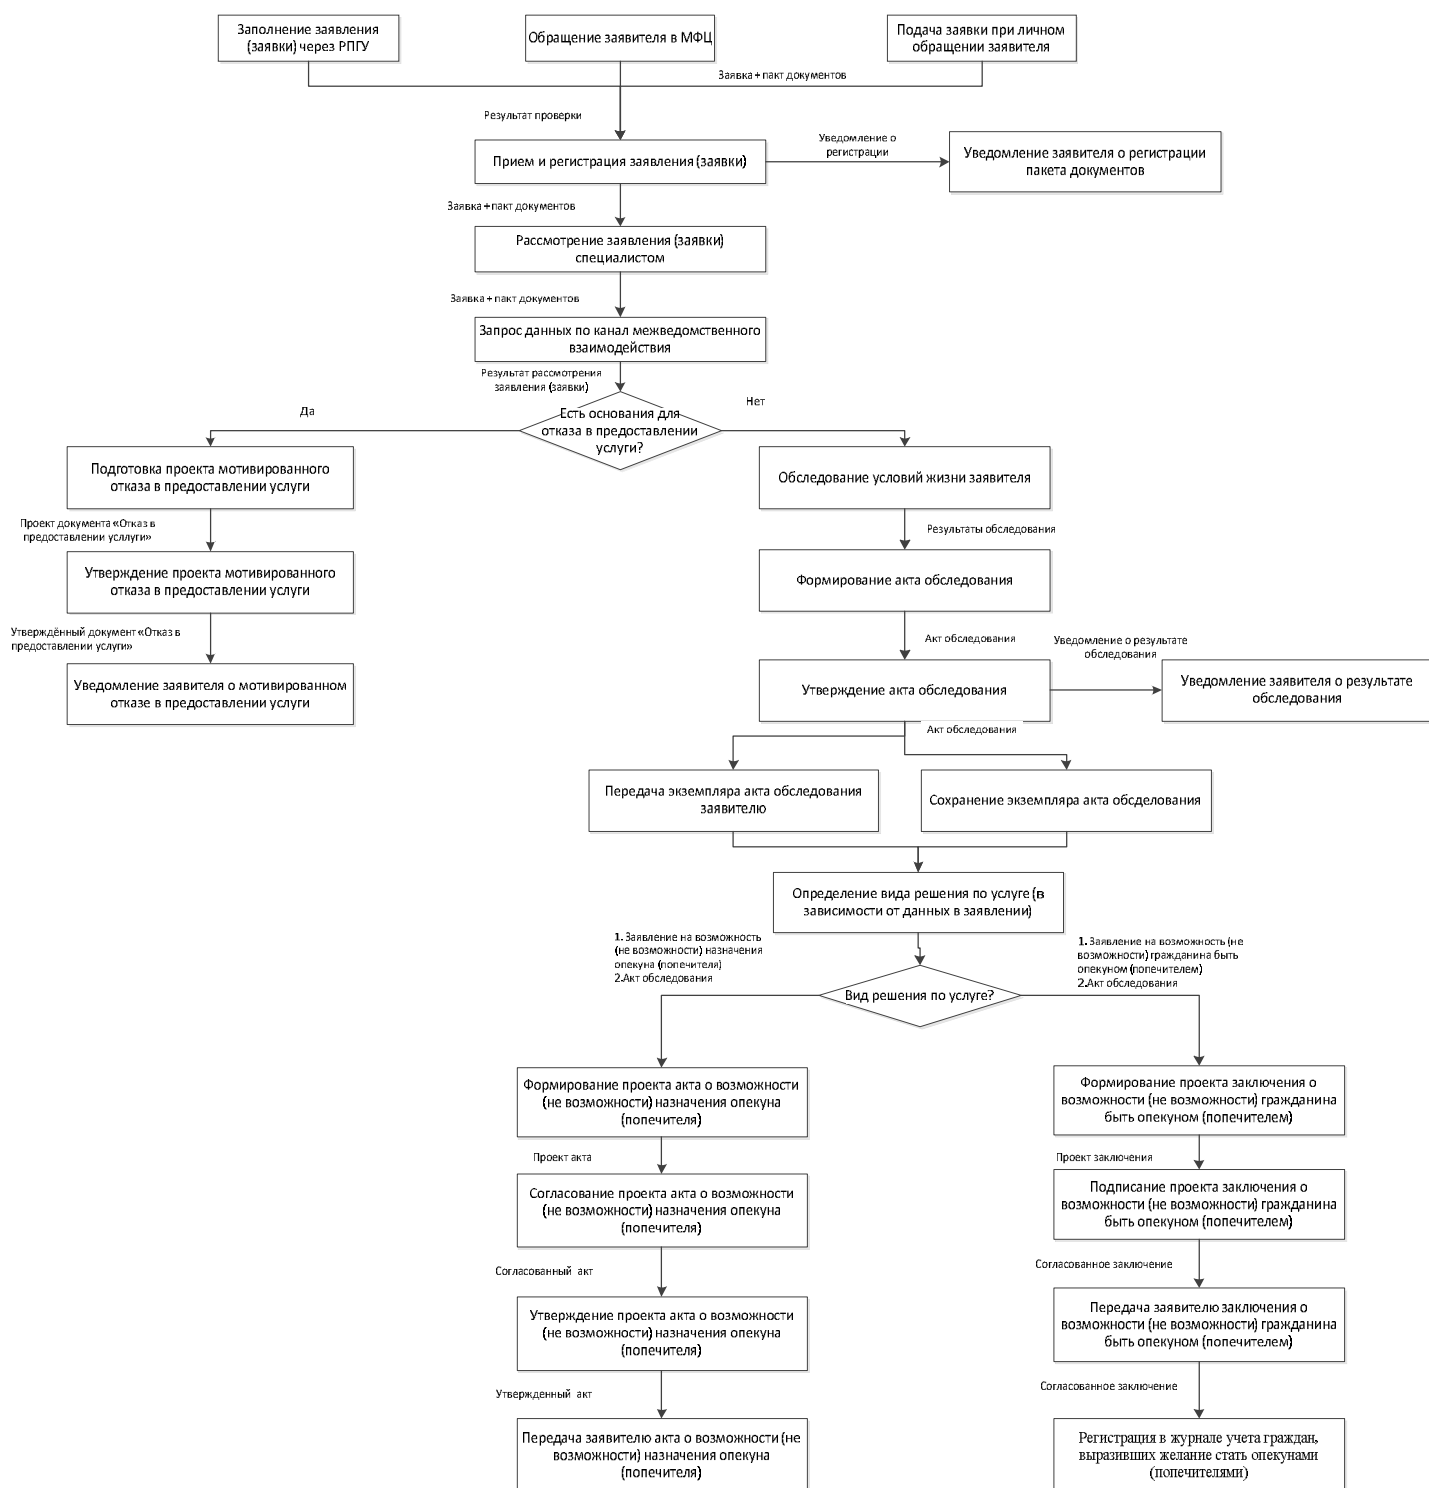 Заполнение заявления
(заявки) через РПГУ
Обращение заявителя в МФЦ
Подача заявки при личном
обращении заявителя
Заявка + пакт документов
Результат проверки
Прием и регистрация заявления (заявки)
Уведомление о
регистрации
Уведомление заявителя о регистрации
пакета документов
Заявка + пакт документов
Рассмотрение заявления (заявки)
специалистом
Заявка + пакт документов
Запрос данных по канал межведомственного
взаимодействия
Результат рассмотрения
заявления (заявки)
Есть основания для
отказа в предоставлении
услуги?
Да
Нет
Подготовка проекта мотивированного
отказа в предоставлении услуги
Проект документа «Отказ в
предоставлении усллуги»
Утверждение проекта мотивированного
отказа в предоставлении услуги
Утверждённый документ «Отказ в
предоставлении услуги»
Уведомление заявителя о мотивированном
отказе в предоставлении услуги
Обследование условий жизни заявителя
Результаты обследования
Формирование акта обследования
Акт обследования
Утверждение акта обследования
Уведомление о результате
обследования
Уведомление заявителя о результате
обследования
Акт обследования
Передача экземпляра акта обследования
заявителю
Сохранение экземпляра акта обсделования
Определение вида решения по услуге (в
зависимости от данных в заявлении)
1. Заявление на возможность
(не возможности) назначения
опекуна (попечителя)
2.Акт обследования
1. Заявление на возможность (не
возможности) гражданина быть
опекуном (попечителем)
2.Акт обследования
Вид решения по услуге?
Формирование проекта акта о возможности
(не возможности) назначения опекуна
(попечителя)
Проект акта
Согласование проекта акта о возможности
(не возможности) назначения опекуна
(попечителя)
Согласованный акт
Утверждение проекта акта о возможности
(не возможности) назначения опекуна
(попечителя)
Утвержденный акт
Передача заявителю акта о возможности (не
возможности) назначения опекуна
(попечителя)
Формирование проекта заключения о
возможности (не возможности) гражданина
быть опекуном (попечителем)
Проект заключения
Подписание проекта заключения о
возможности (не возможности) гражданина
быть опекуном (попечителем)
Согласованное заключение
Передача заявителю заключения о
возможности (не возможности) гражданина
быть опекуном (попечителем)
Согласованное заключение
Регистрация в журнале учета граждан,
выразивших желание стать опекунами
(попечителями)